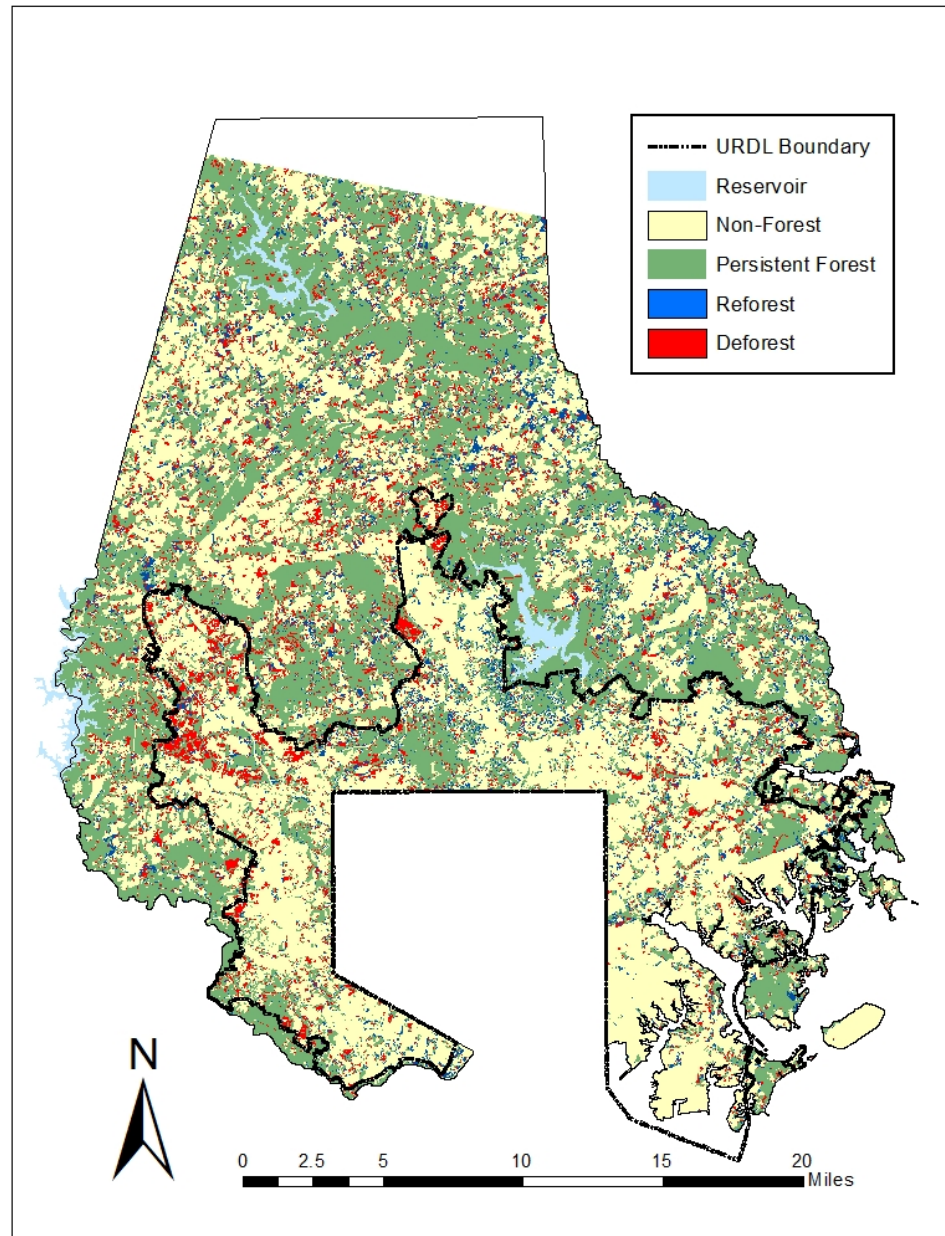 URDL Boundary
Reservoir
Non-Forest
Persistent Forest
Reforest
Deforest
N
0 2.5 5 10 15 20
Miles